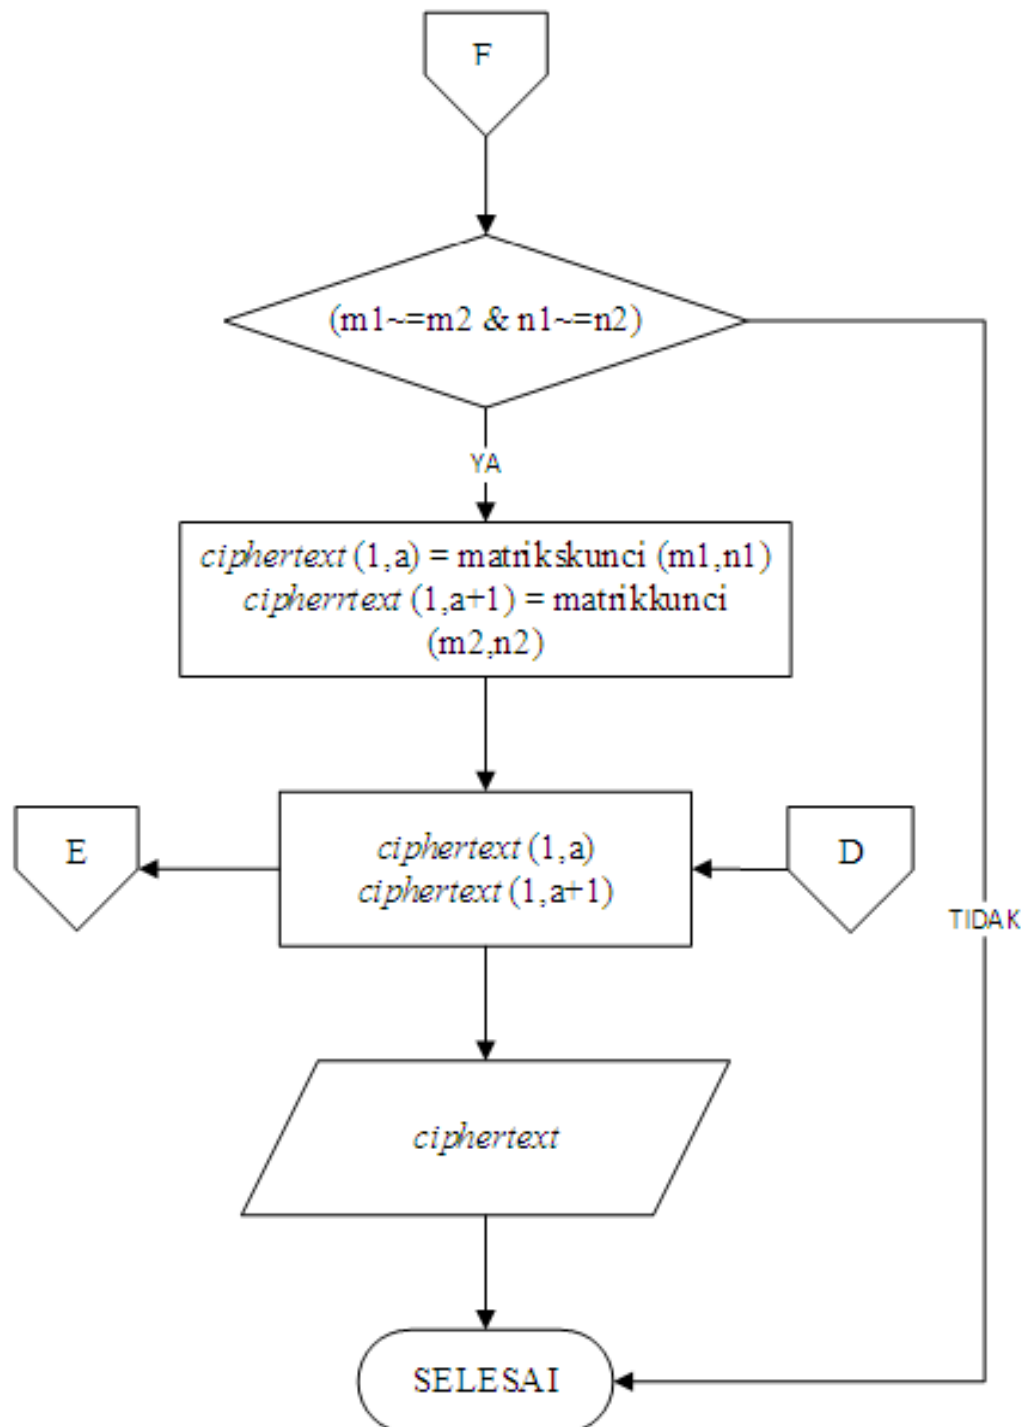 F
(m1~=m2 & n1~=n2)
YA
ciphertext (1,a) = matrikskunci (m1,n1)
cipherrtext (1,a+1) = matrikkunci
(m2,n2)
E
ciphertext (1,a)
ciphertext (1,a+1)
D
TIDAK
ciphertext
SELESAI